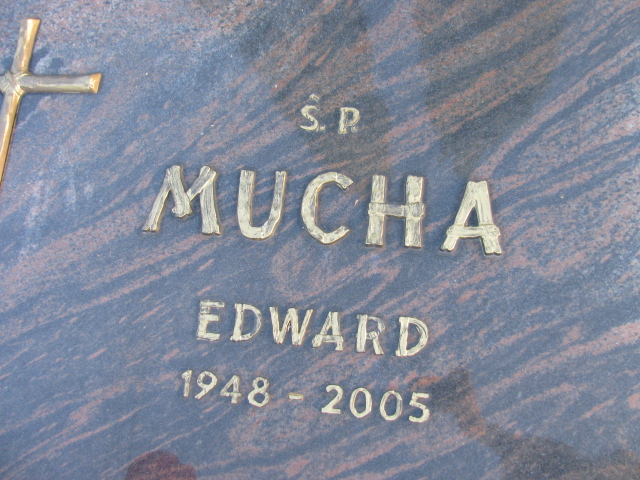 Ś.P.
MUCHA
EDWARD
1948 - 2005